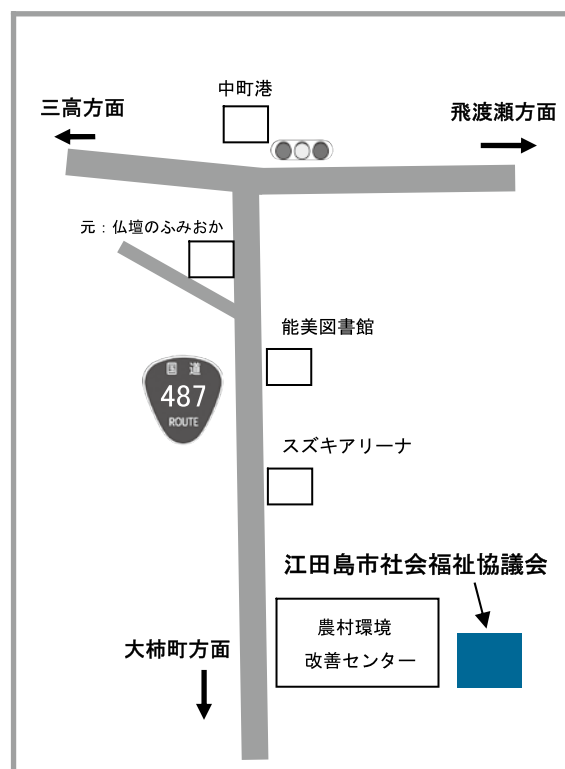 中町港
三高方面
飛渡瀬方面
元：仏壇のふみおか
能美図書館
国道
487
ROUTE
スズキアリーナ
江田島市社会福祉協議会
農村環境
改善センター
大柿町方面